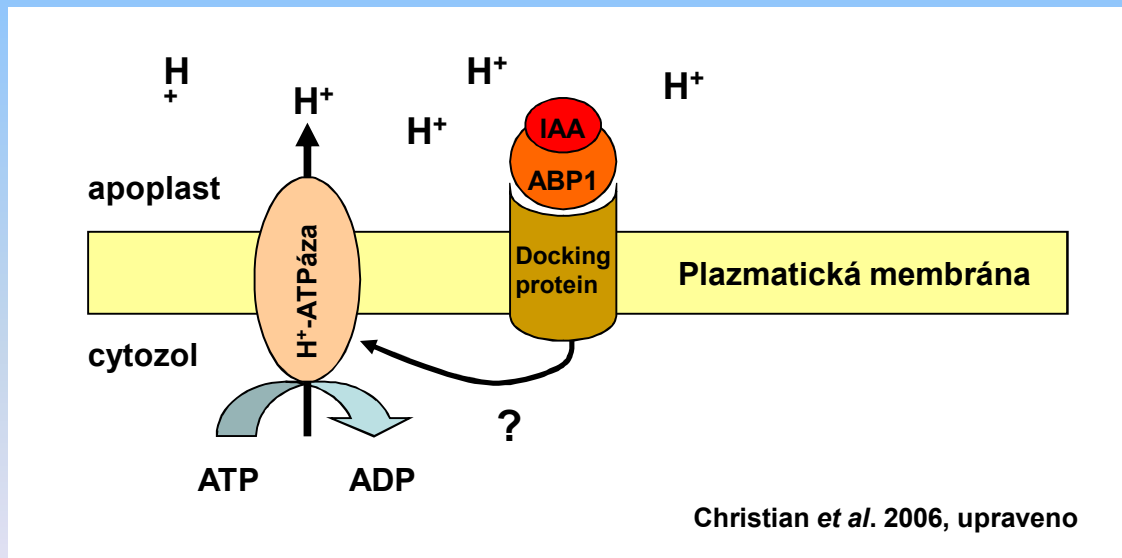 H
+
H⁺
H⁺
H⁺
H⁺
IAA
ABP1
apoplast
H⁺-ATPáza
Docking
protein
Plazmatická membrána
cytozol
?
ATP
ADP
Christian et al. 2006, upraveno